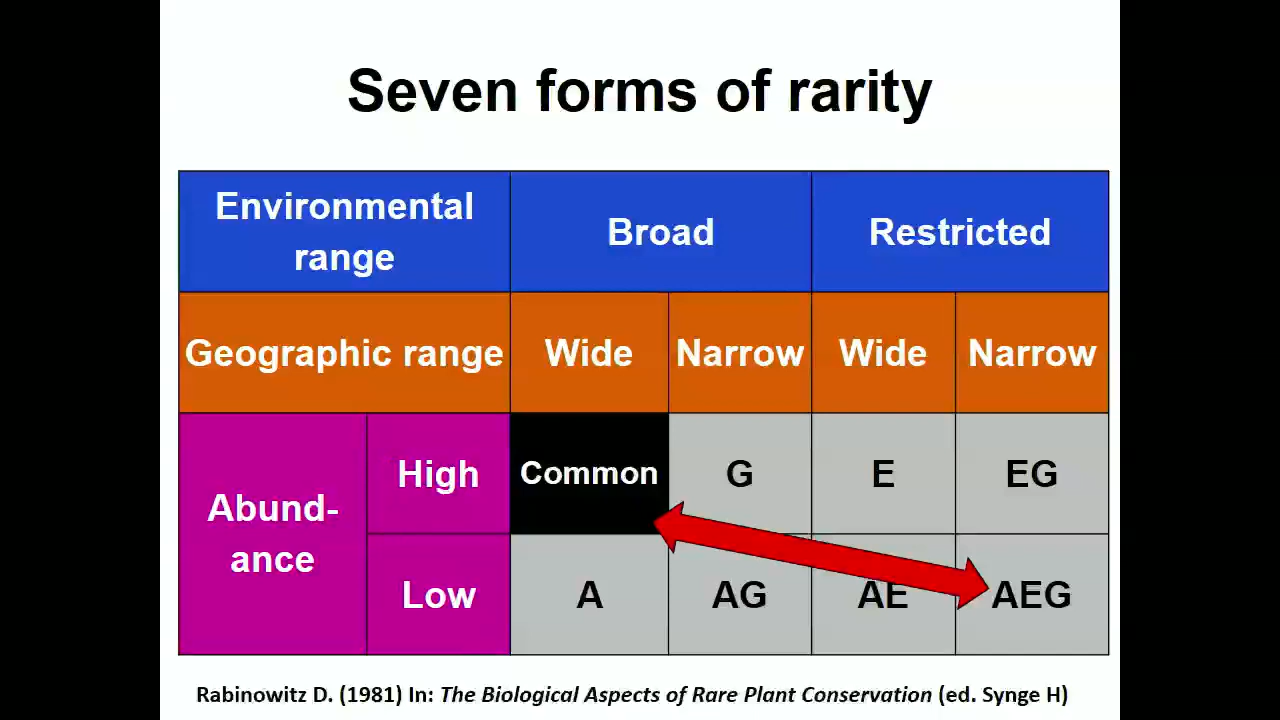 Seven forms of rarity
Environmental
range
Broad
Restricted
Geographic range
Wide
Narrow
Wide
Narrow
Abund-
ance
High
Common
G
E
EG
Low
A
AG
AE
AEG
Rabinowitz D. (1981) In: The Biological Aspects of Rare Plant Conservation (ed. Synge H)